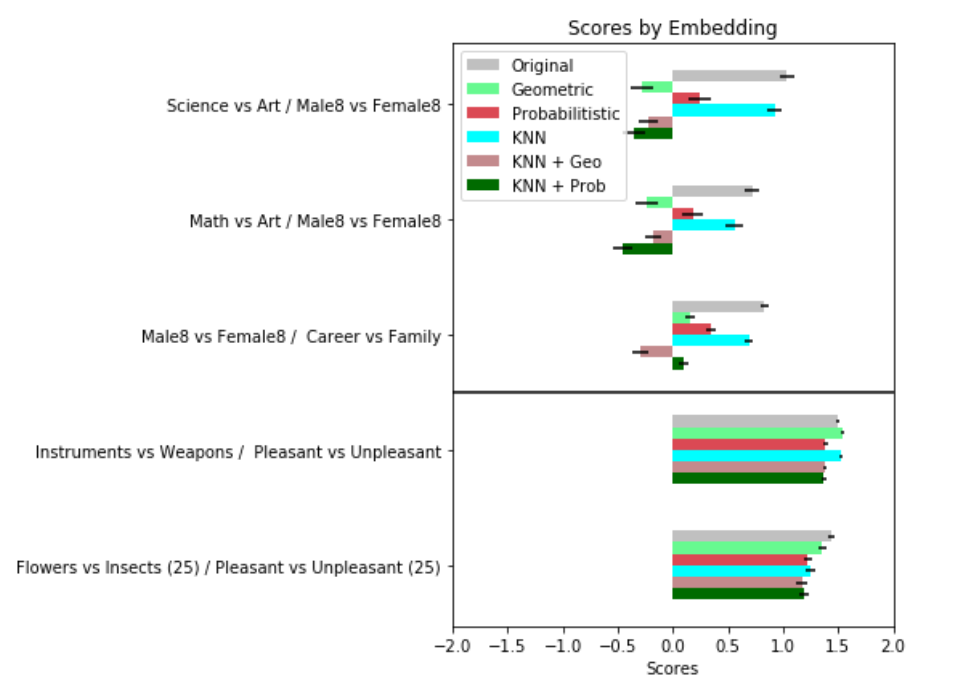 Scores by Embedding
Original
Geometric
Probabilitistic
KNN
KNN + Geo
KNN + Prob
Science vs Art / Male8 vs Female8
Math vs Art / Male8 vs Female8
Male8 vs Female8 /  Career vs Family
Instruments vs Weapons /  Pleasant vs Unpleasant
Flowers vs Insects (25) / Pleasant vs Unpleasant (25)
−2.0 −1.5 −1.0 −0.5 0.0 0.5 1.0 1.5 2.0
Scores